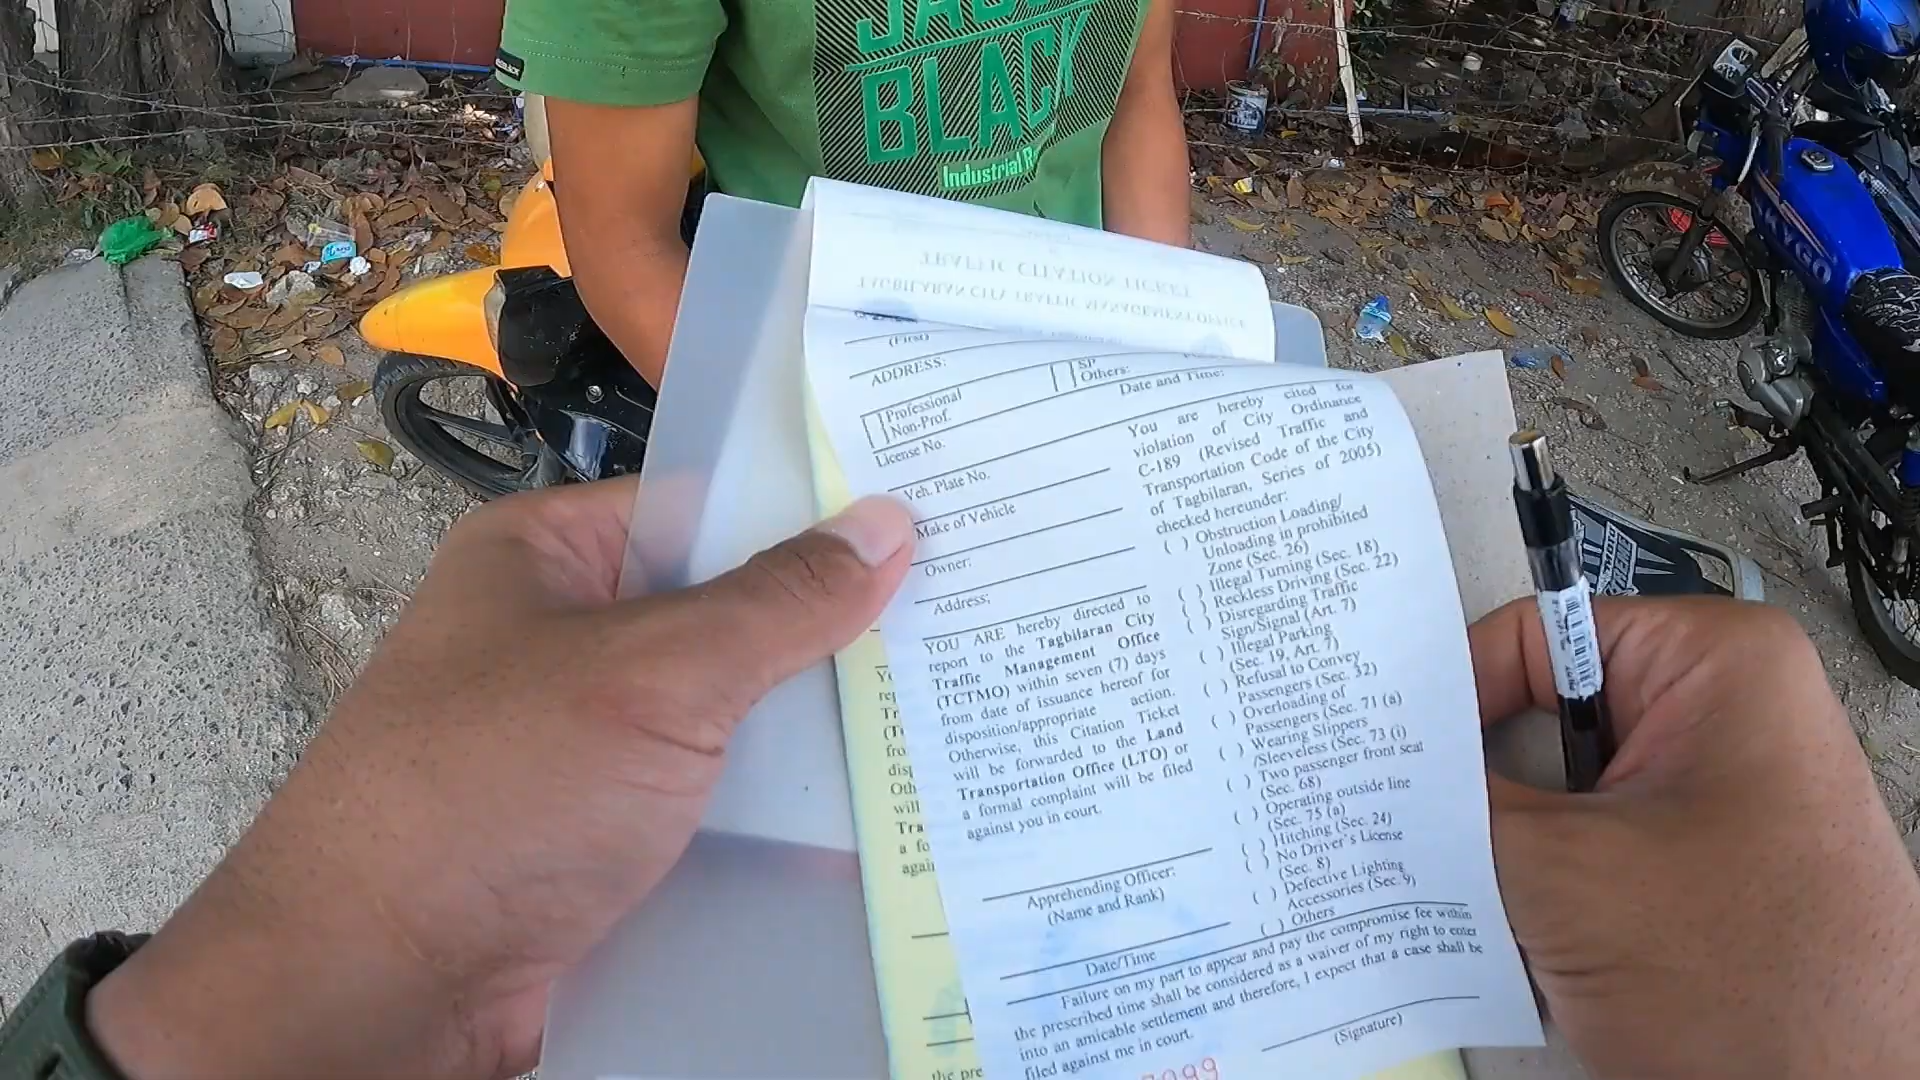 BLACK
Industrial
TRAFFIC CITATION TICKET
TAGBILARAN CITY TRAFFIC MANAGEMENT OFFICE
(First)
ADDRESS:
[ ] Professional
Non-Prof.
[ ] SP
Others:
License No.
Date and Time:
Veh. Plate No.
Make of Vehicle
Owner:
Address;
YOU ARE hereby directed to
report to the Tagbilaran City
Traffic Management Office
(TCTMO) within seven (7) days
from date of issuance hereof for
disposition/appropriate action.
Otherwise, this Citation Ticket
will be forwarded to the Land
Transportation Office (LTO) or
a formal complaint will be filed
against you in court.
Apprehending Officer:
(Name and Rank)
Date/Time
You are hereby cited for
violation of City Ordinance
C-189 (Revised Traffic and
Transportation Code of the City
of Tagbilaran, Series of 2005)
checked hereunder:
( ) Obstruction Loading/
Unloading in prohibited
Zone (Sec. 26)
( ) Illegal Turning (Sec. 18)
( ) Reckless Driving (Sec. 22)
( ) Disregarding Traffic
Sign/Signal (Art. 7)
( ) Illegal Parking
(Sec. 19, Art. 7)
( ) Refusal to Convey
Passengers (Sec. 32)
( ) Overloading of
Passengers (Sec. 71 (a)
( ) Wearing Slippers
/Sleeveless (Sec. 73 (i)
( ) Two passenger front seat
(Sec. 68)
( ) Operating outside line
(Sec. 75 (a)
( ) Hitching (Sec. 24)
( ) No Driver's License
(Sec. 8)
( ) Defective Lighting
Accessories (Sec. 9)
( ) Others
Failure on my part to appear and pay the compromise fee within
the prescribed time shall be considered as a waiver of my right to enter
into an amicable settlement and therefore, I expect that a case shall be
filed against me in court.
(Signature)
the pre